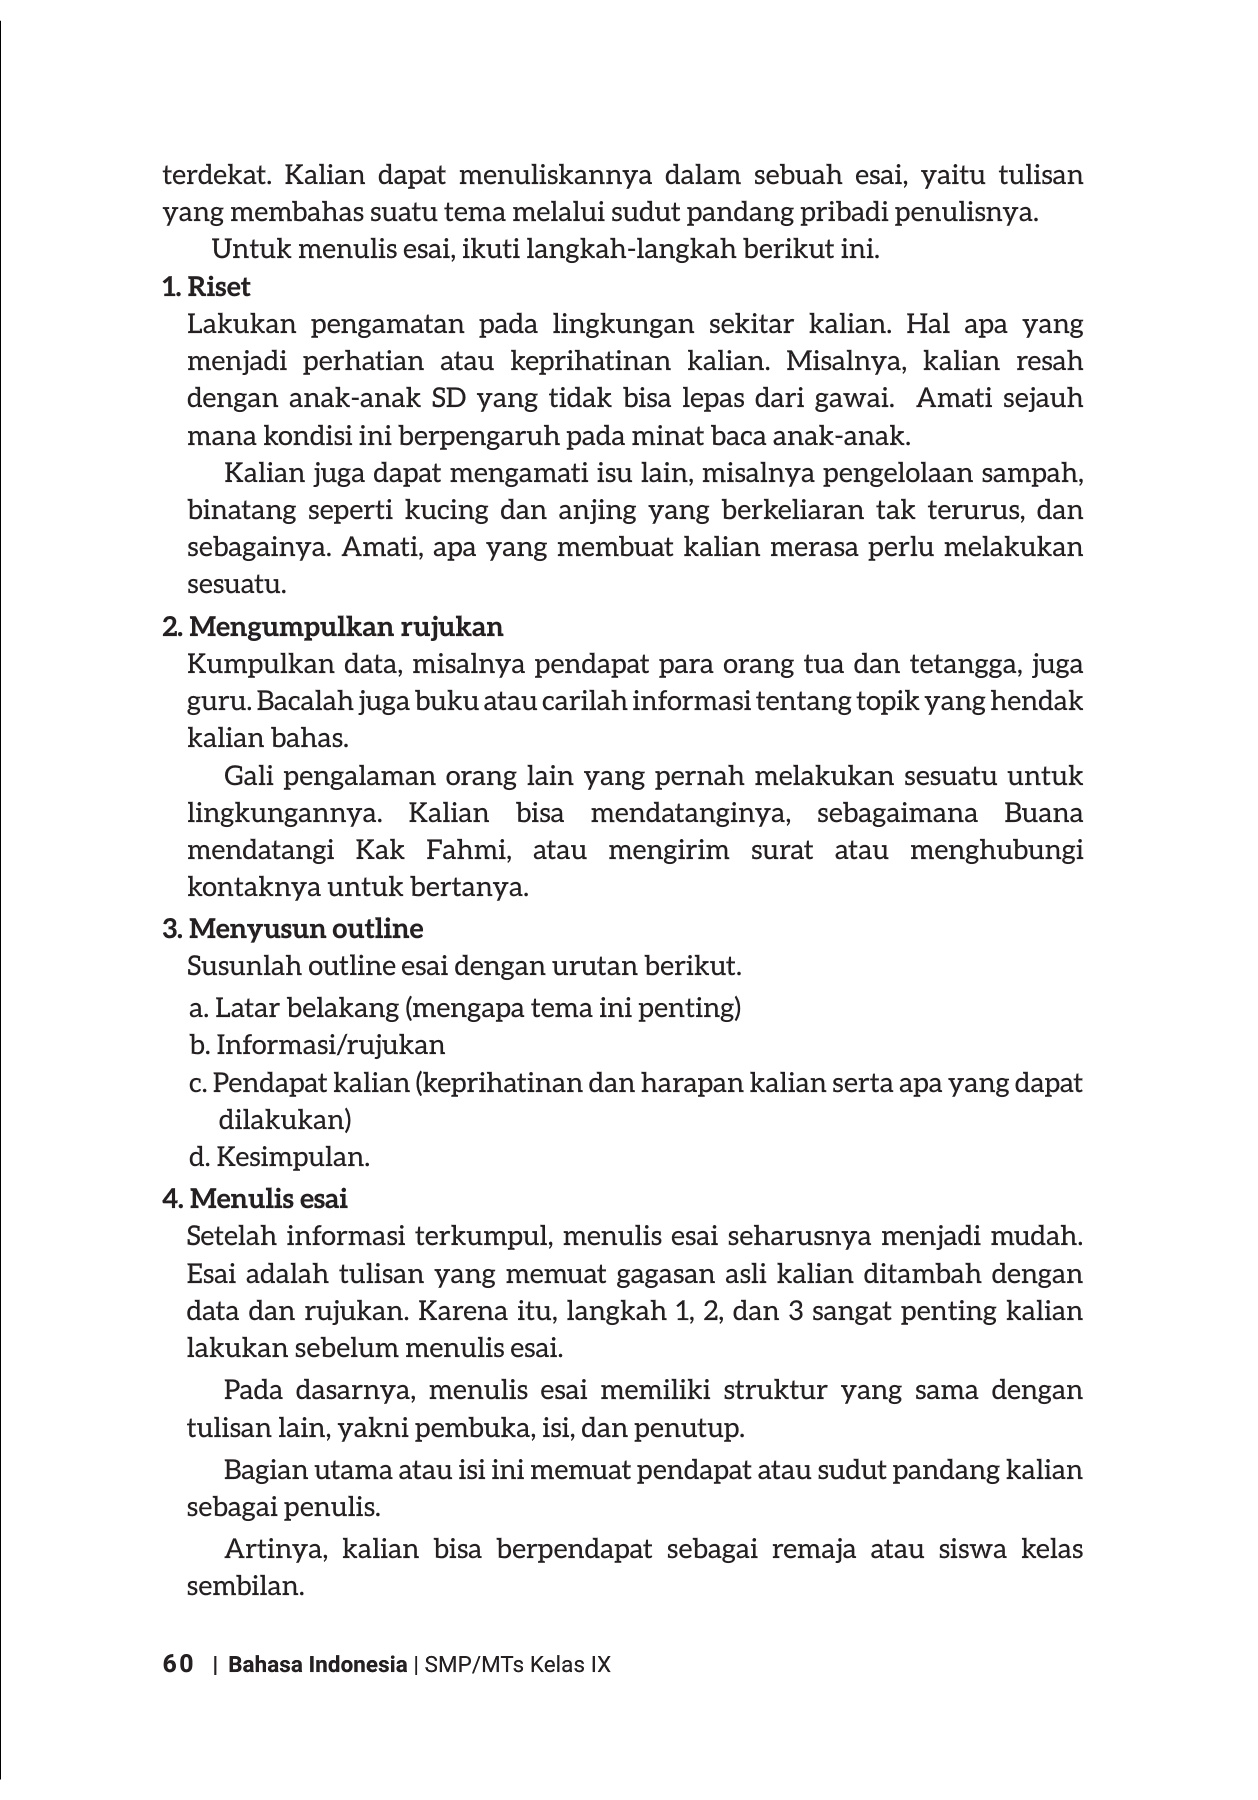 terdekat. Kalian dapat menuliskannya dalam sebuah esai, yaitu tulisan
yang membahas suatu tema melalui sudut pandang pribadi penulisnya.
Untuk menulis esai, ikuti langkah-langkah berikut ini.
1. Riset
Lakukan pengamatan pada lingkungan sekitar kalian. Hal apa yang
menjadi perhatian atau keprihatinan kalian. Misalnya, kalian resah
dengan anak-anak SD yang tidak bisa lepas dari gawai. Amati sejauh
mana kondisi ini berpengaruh pada minat baca anak-anak.
Kalian juga dapat mengamati isu lain, misalnya pengelolaan sampah,
binatang seperti kucing dan anjing yang berkeliaran tak terurus, dan
sebagainya. Amati, apa yang membuat kalian merasa perlu melakukan
sesuatu.
2. Mengumpulkan rujukan
Kumpulkan data, misalnya pendapat para orang tua dan tetangga, juga
guru. Bacalah juga buku atau carilah informasi tentang topik yang hendak
kalian bahas.
Gali pengalaman orang lain yang pernah melakukan sesuatu untuk
lingkungannya. Kalian bisa mendatanginya, sebagaimana Buana
mendatangi Kak Fahmi, atau mengirim surat atau menghubungi
kontaknya untuk bertanya.
3. Menyusun outline
Susunlah outline esai dengan urutan berikut.
a. Latar belakang (mengapa tema ini penting)
b. Informasi/rujukan
c. Pendapat kalian (keprihatinan dan harapan kalian serta apa yang dapat
dilakukan)
d. Kesimpulan.
4. Menulis esai
Setelah informasi terkumpul, menulis esai seharusnya menjadi mudah.
Esai adalah tulisan yang memuat gagasan asli kalian ditambah dengan
data dan rujukan. Karena itu, langkah 1, 2, dan 3 sangat penting kalian
lakukan sebelum menulis esai.
Pada dasarnya, menulis esai memiliki struktur yang sama dengan
tulisan lain, yakni pembuka, isi, dan penutup.
Bagian utama atau isi ini memuat pendapat atau sudut pandang kalian
sebagai penulis.
Artinya, kalian bisa berpendapat sebagai remaja atau siswa kelas
sembilan.
60 | Bahasa Indonesia | SMP/MTs Kelas IX